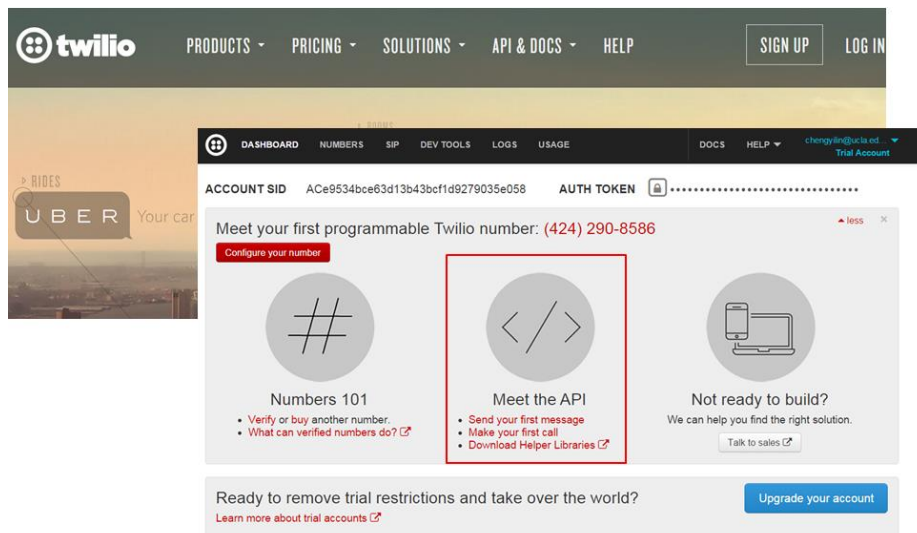 twilio PRODUCTS PRICING SOLUTIONS API & DOCS HELP SIGN UP LOG IN
RIDES
UBER Your car
DASHBOARD NUMBERS SIP DEV TOOLS LOGS USAGE DOCS HELP chengyilin@ucla.ed...
Trial Account
ACCOUNT SID ACe9534bce63d13b43bcf1d9279035e058 AUTH TOKEN
Meet your first programmable Twilio number: (424) 290-8586 less ×
Configure your number
Numbers 101
• Verify or buy another number.
• What can verified numbers do?
Meet the API
• Send your first message
• Make your first call
• Download Helper Libraries
Not ready to build?
We can help you find the right solution.
Talk to sales
Ready to remove trial restrictions and take over the world? Upgrade your account
Learn more about trial accounts